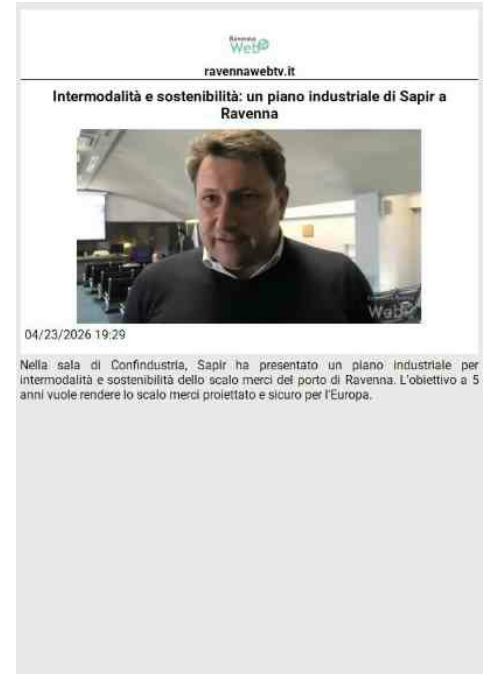 Ravenna
Web
ravennawebtv.it
Intermodalità e sostenibilità: un piano industriale di Sapir a
Ravenna
Web
04/23/2026 19:29
Nella sala di Confindustria, Sapir ha presentato un piano industriale per
intermodalità e sostenibilità dello scalo merci del porto di Ravenna. L'obiettivo a 5
anni vuole rendere lo scalo merci proiettato e sicuro per l'Europa.